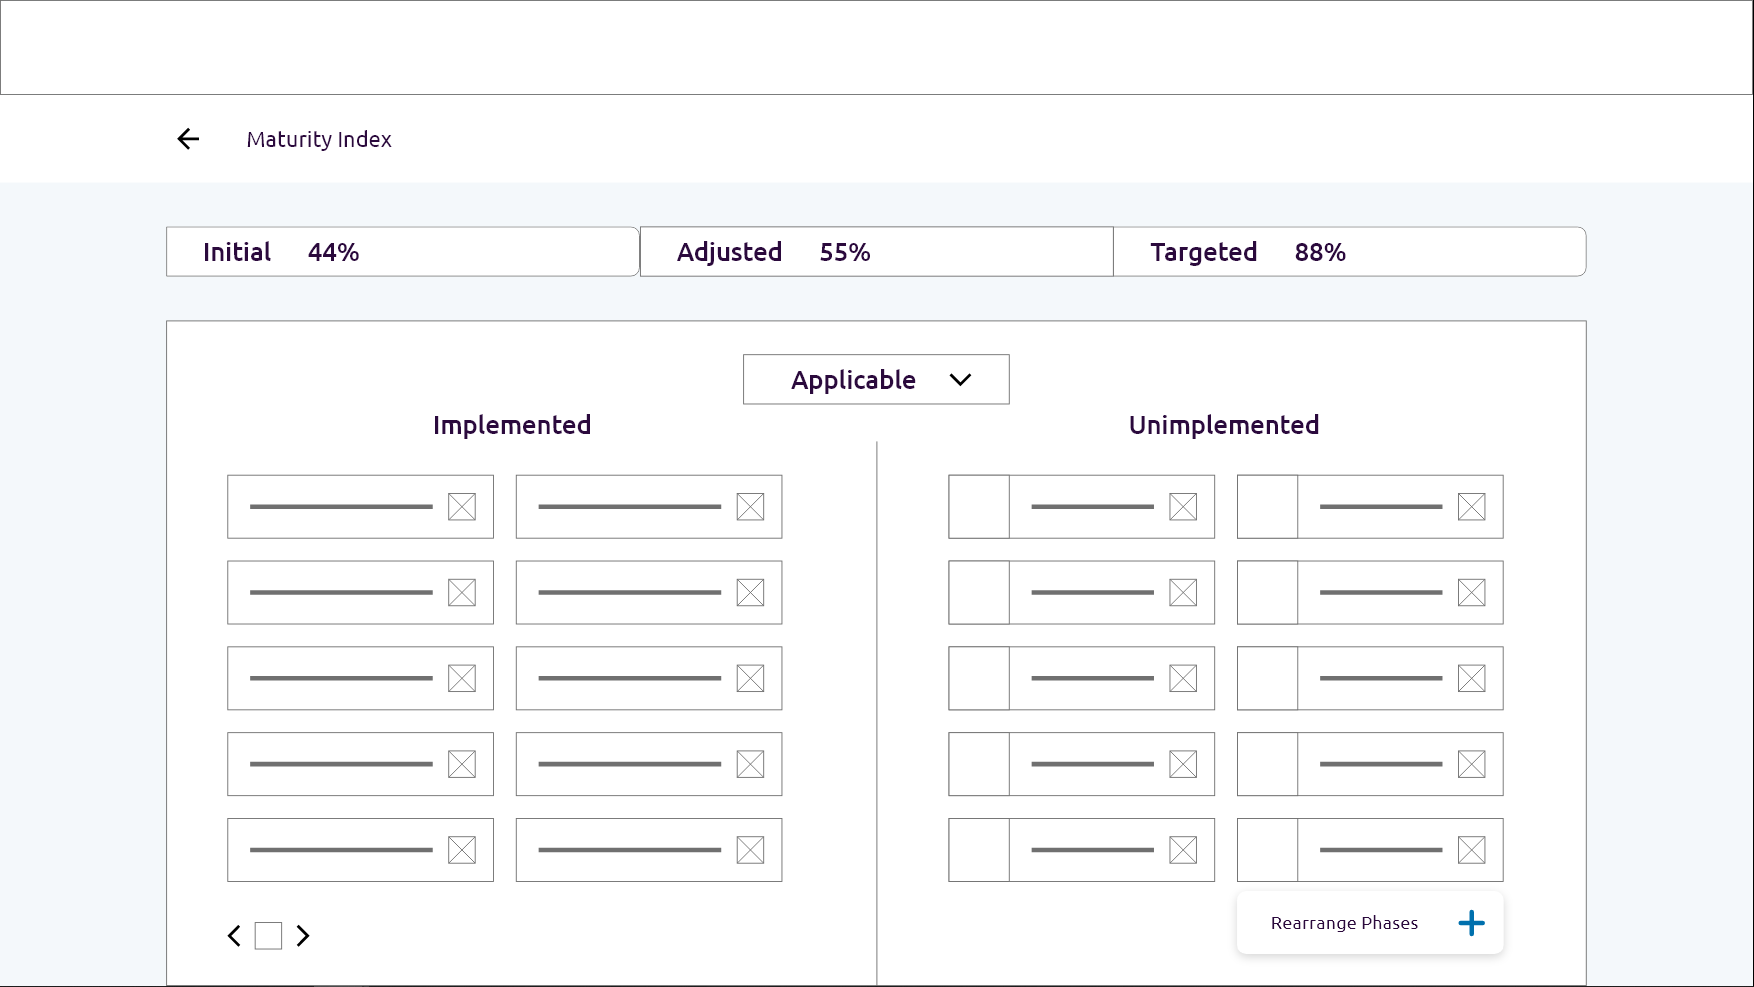 Maturity Index
Initial 44%
Adjusted 55%
Targeted 88%
Applicable
Implemented
Unimplemented
Rearrange Phases